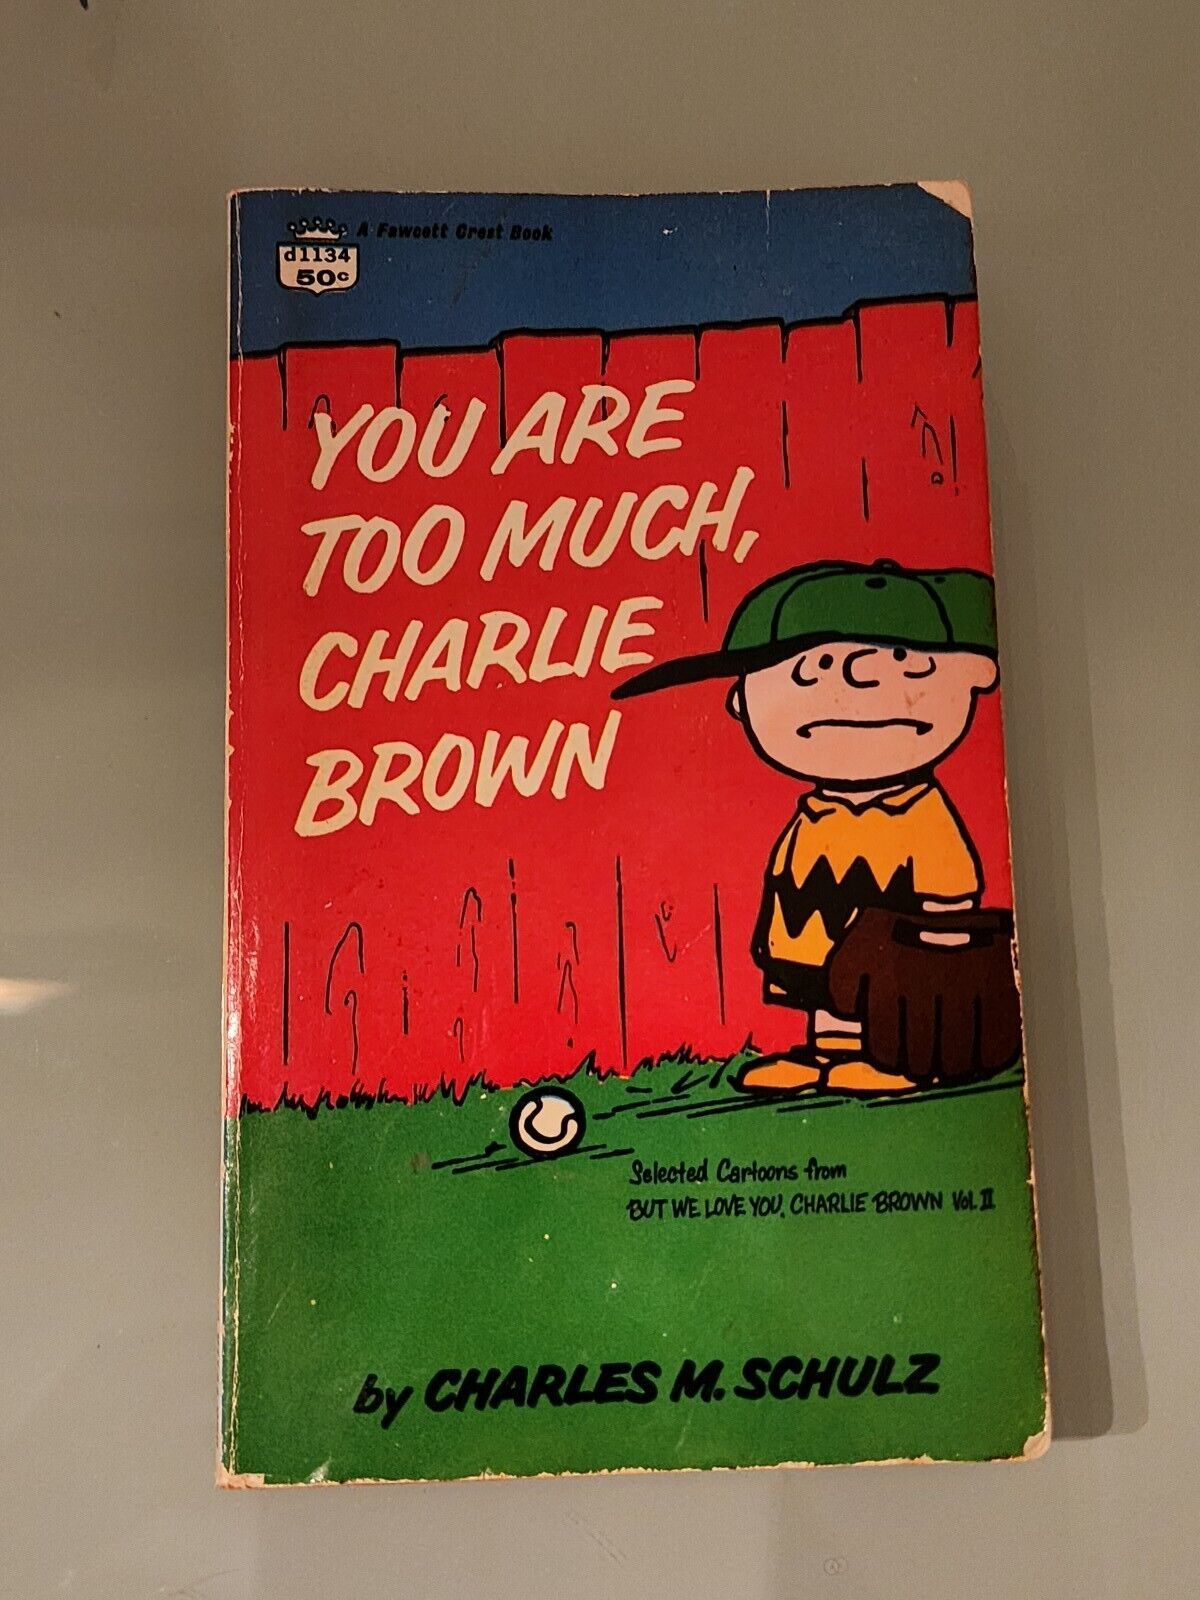 A Fawcett Crest Book
d1134
50c
YOU ARE
TOO MUCH,
CHARLIE
BROWN
Selected Cartoons from
BUT WE LOVE YOU, CHARLIE BROWN Vol. II
by CHARLES M. SCHULZ